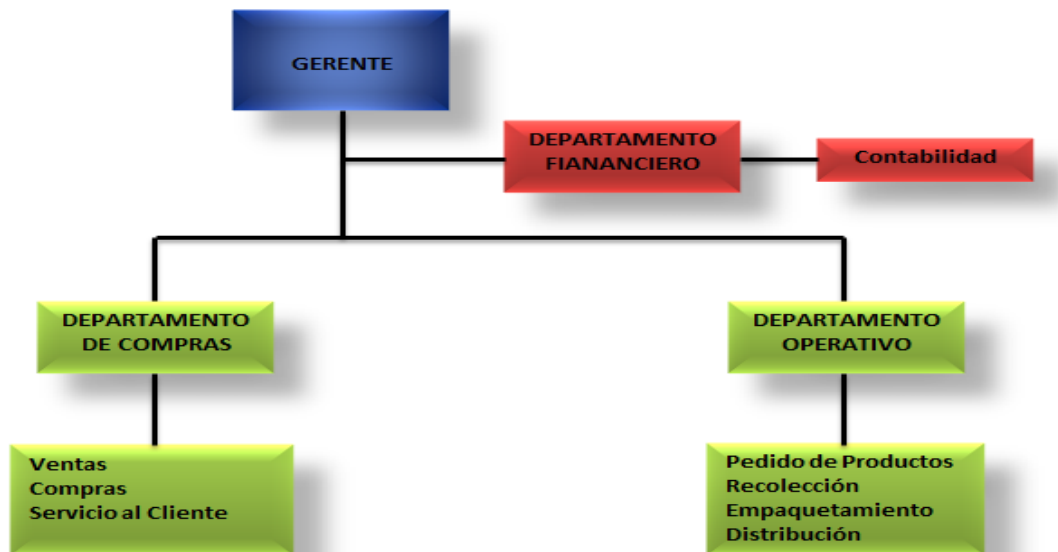 GERENTE
DEPARTAMENTO
FIANANCIERO
Contabilidad
DEPARTAMENTO
DE COMPRAS
DEPARTAMENTO
OPERATIVO
Ventas
Compras
Servicio al Cliente
Pedido de Productos
Recolección
Empaquetamiento
Distribución